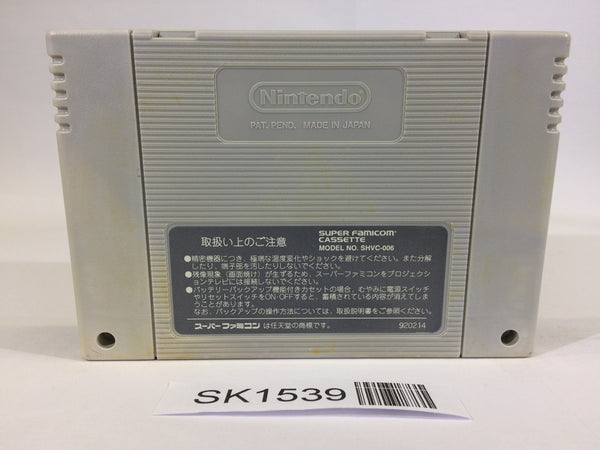 Nintendo
PAT. PEND. MADE IN JAPAN
取扱い上のご注意
SUPER FAMICOM
CASSETTE
MODEL NO. SHVC-006
●精密機器につき、極端な温度変化やショックを避けてください。また分解
したり、端子部を汚したりしないでください。
●残像現象（画面焼け）が生ずるため、スーパーファミコンをプロジェクシ
ョンテレビには接続しないでください。
●バッテリーバックアップ機能付きカセットの場合、むやみに電源スイッチ
やリセットスイッチをON・OFFすると、蓄積されている内容が消えてしま
うことがあります。
なお、バックアップの操作方法については、取扱説明書をご参照ください。
スーパーファミコンは任天堂の商標です。
920214
SK1539